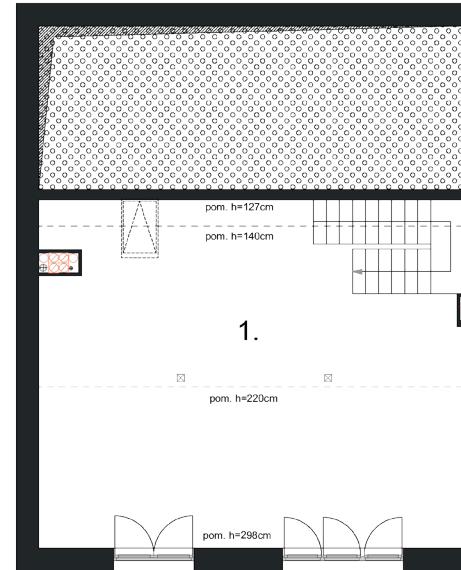 pom. h=127cm
pom. h=140cm
1.
pom. h=220cm
pom. h=298cm